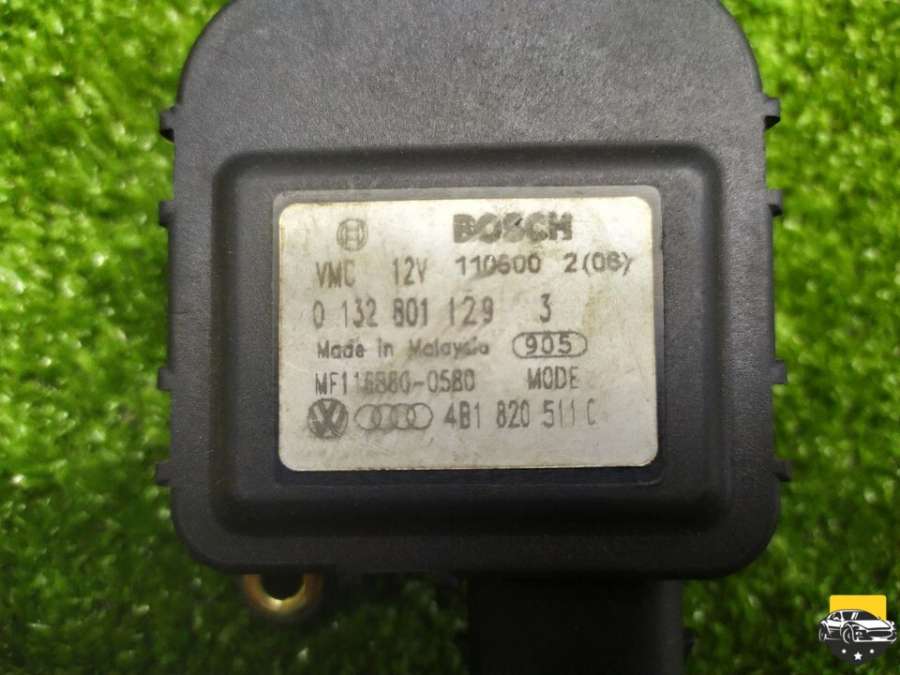 BOSCH
VMC 12V 110600 2(06)
0 132 801 129 3
Made in Malaysia 905
MF116860-0580 MODE
4B1 820 511 C